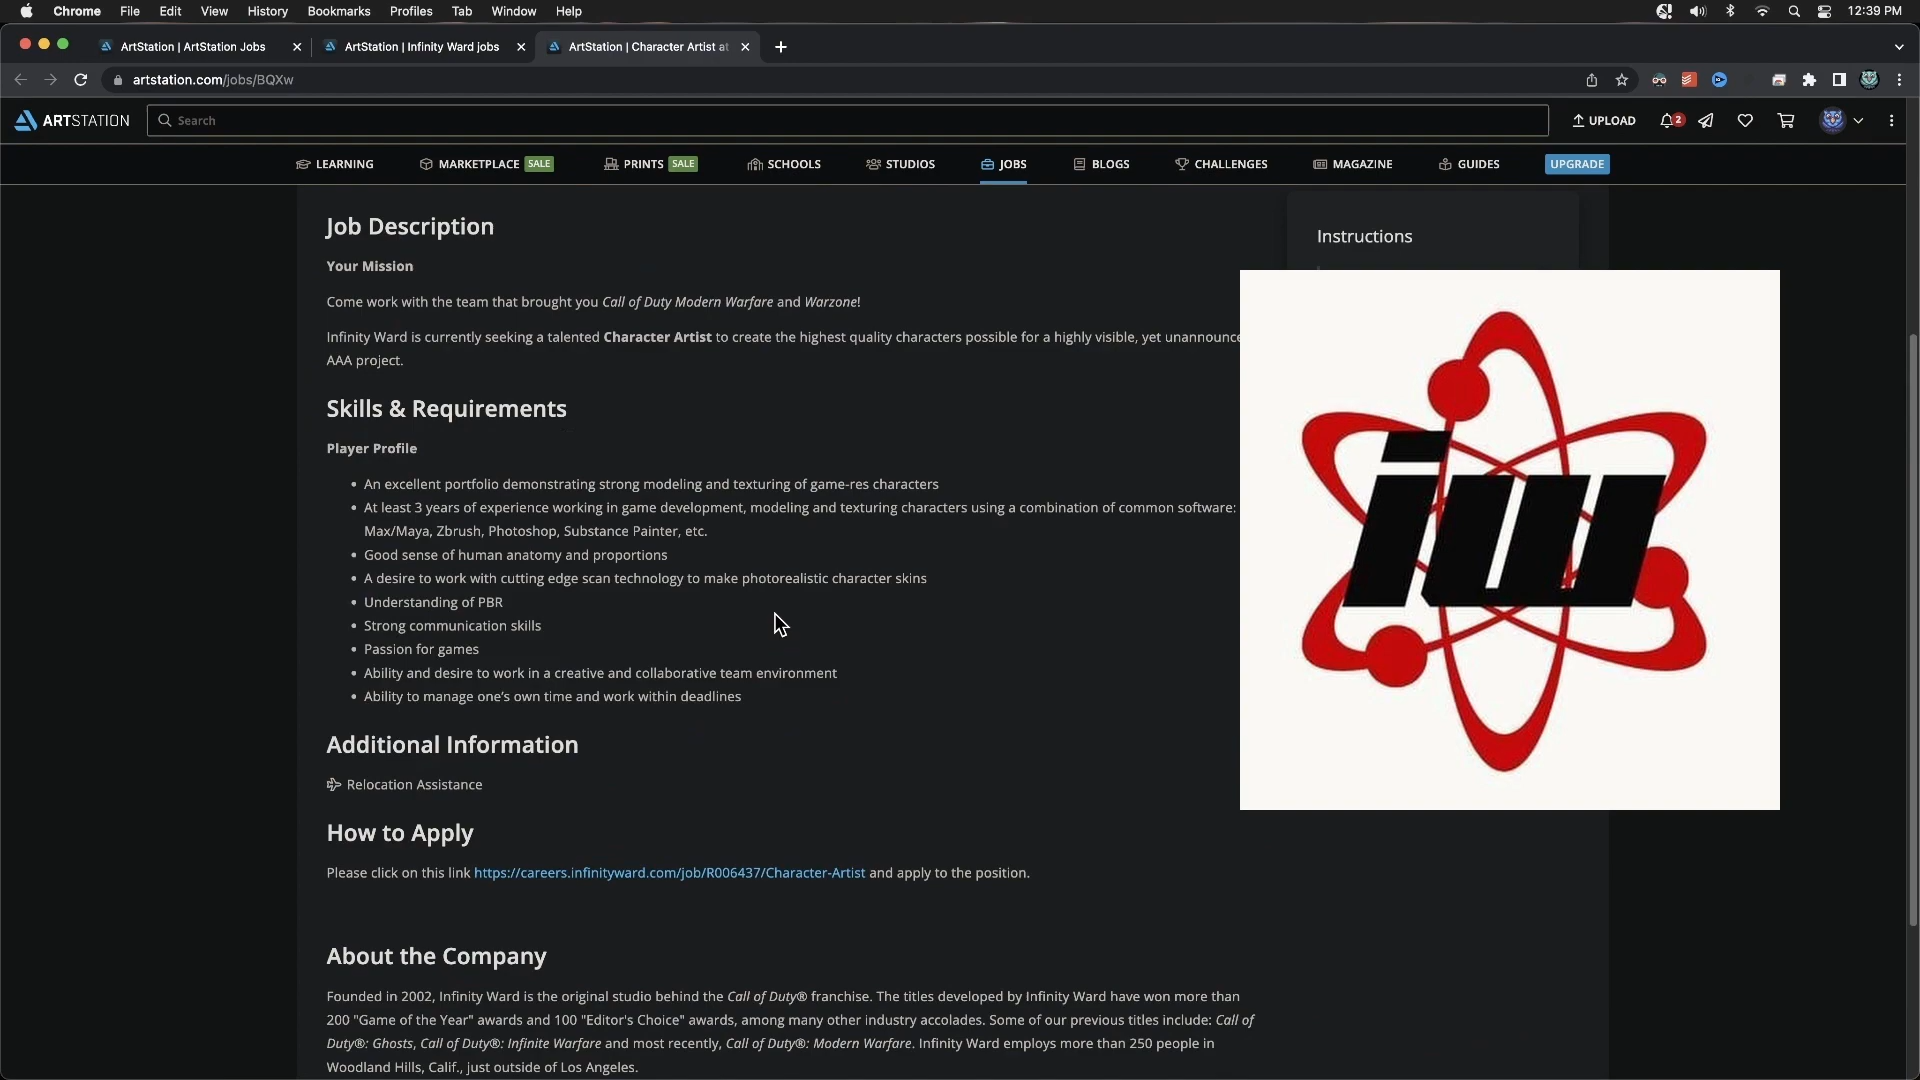 Chrome File Edit View History Bookmarks Profiles Tab Window Help 12:39 PM
ArtStation | ArtStation Jobs ArtStation | Infinity Ward jobs ArtStation | Character Artist at
artstation.com/jobs/BQXw
ARTSTATION Search UPLOAD 2
LEARNING MARKETPLACE SALE PRINTS SALE SCHOOLS STUDIOS JOBS BLOGS CHALLENGES MAGAZINE GUIDES UPGRADE
Job Description
Instructions
Your Mission
Come work with the team that brought you Call of Duty Modern Warfare and Warzone!
Infinity Ward is currently seeking a talented Character Artist to create the highest quality characters possible for a highly visible, yet unannounce
AAA project.
Skills & Requirements
Player Profile
• An excellent portfolio demonstrating strong modeling and texturing of game-res characters
• At least 3 years of experience working in game development, modeling and texturing characters using a combination of common software:
Max/Maya, Zbrush, Photoshop, Substance Painter, etc.
• Good sense of human anatomy and proportions
• A desire to work with cutting edge scan technology to make photorealistic character skins
• Understanding of PBR
• Strong communication skills
• Passion for games
• Ability and desire to work in a creative and collaborative team environment
• Ability to manage one's own time and work within deadlines
iw
Additional Information
Relocation Assistance
How to Apply
Please click on this link https://careers.infinityward.com/job/R006437/Character-Artist and apply to the position.
About the Company
Founded in 2002, Infinity Ward is the original studio behind the Call of Duty® franchise. The titles developed by Infinity Ward have won more than
200 "Game of the Year" awards and 100 "Editor's Choice" awards, among many other industry accolades. Some of our previous titles include: Call of
Duty®: Ghosts, Call of Duty®: Infinite Warfare and most recently, Call of Duty®: Modern Warfare. Infinity Ward employs more than 250 people in
Woodland Hills, Calif., just outside of Los Angeles.